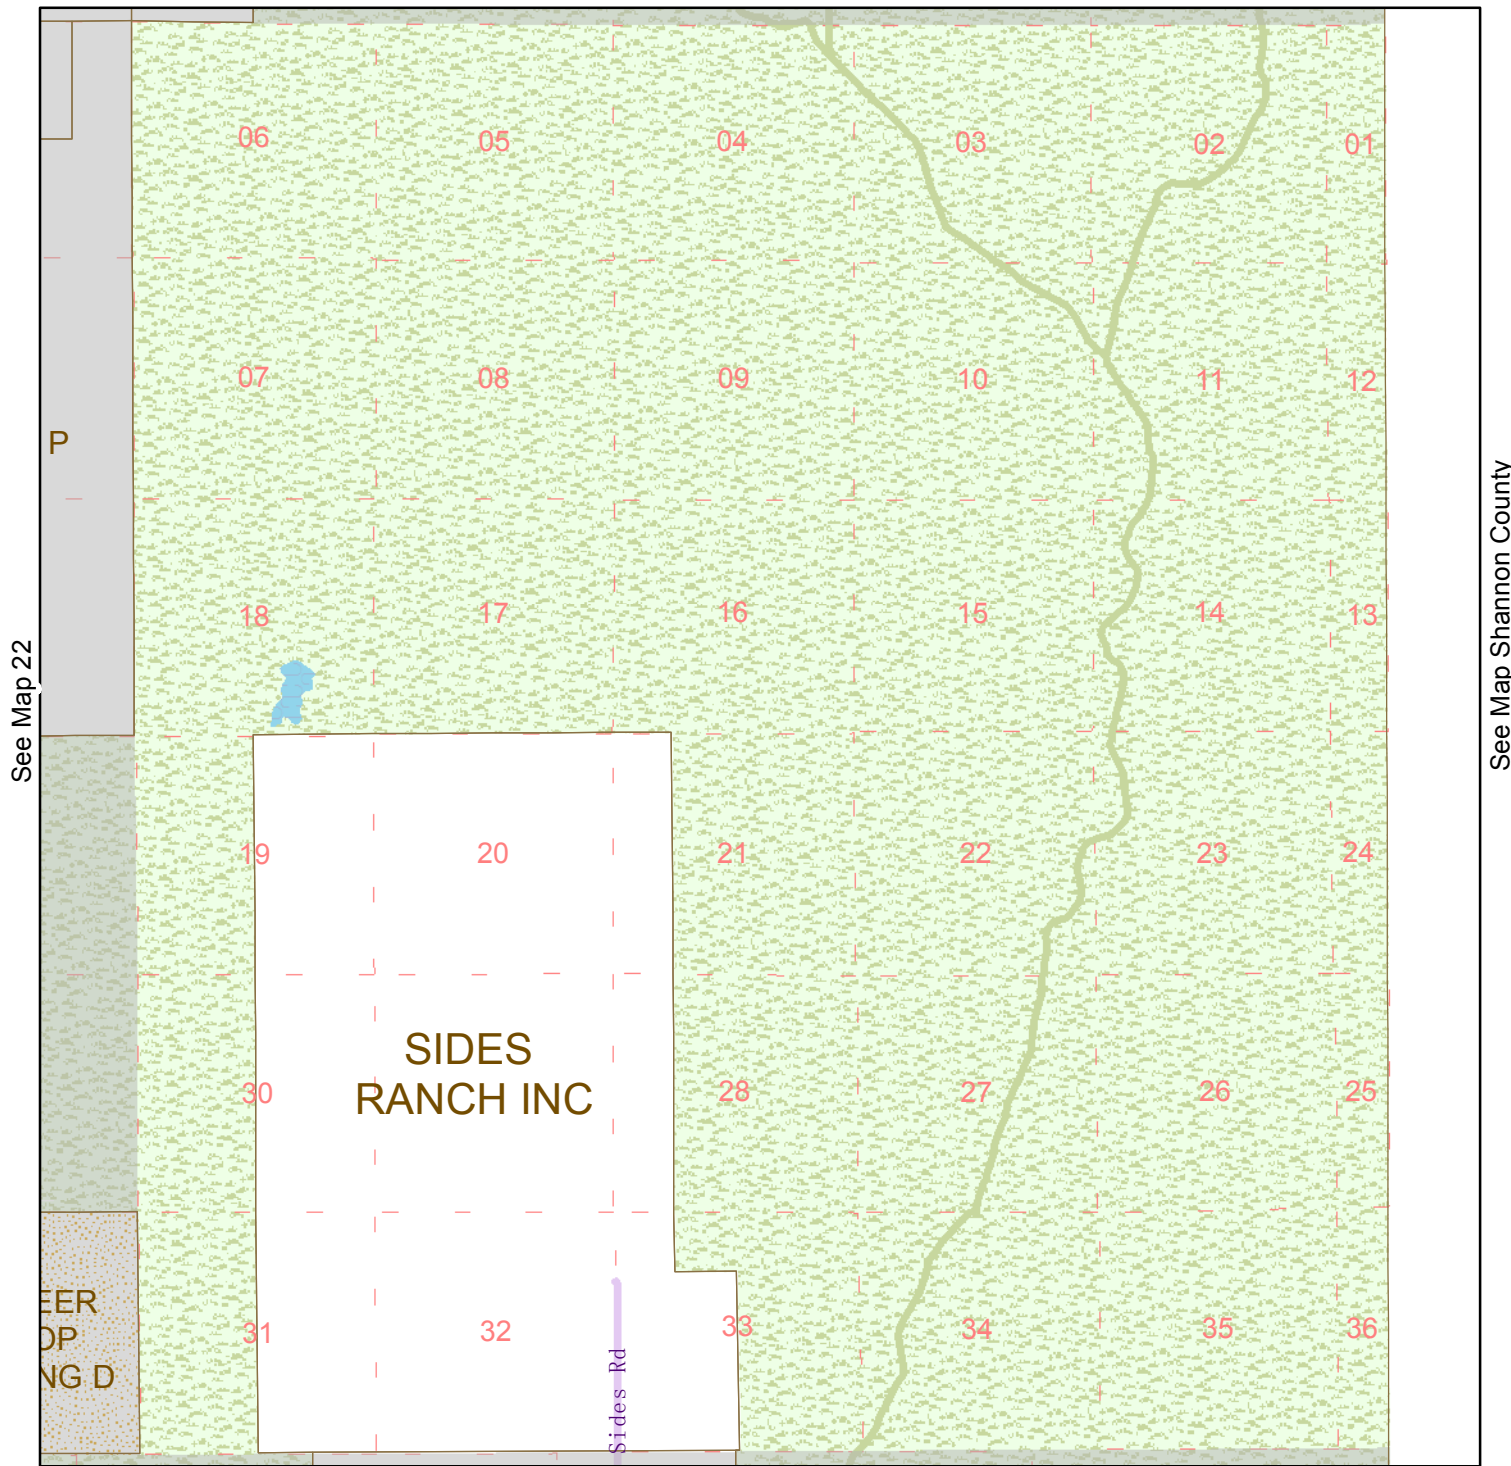 06 05 04 03 02 01
07 08 09 10 11 12
P
18 17 16 15 14 13
See Map 22
See Map Shannon County
19 20 21 22 23 24
SIDES
RANCH INC
30 28 27 26 25
EER
OP
NG D
31 32 33 34 35 36
Sides Rd